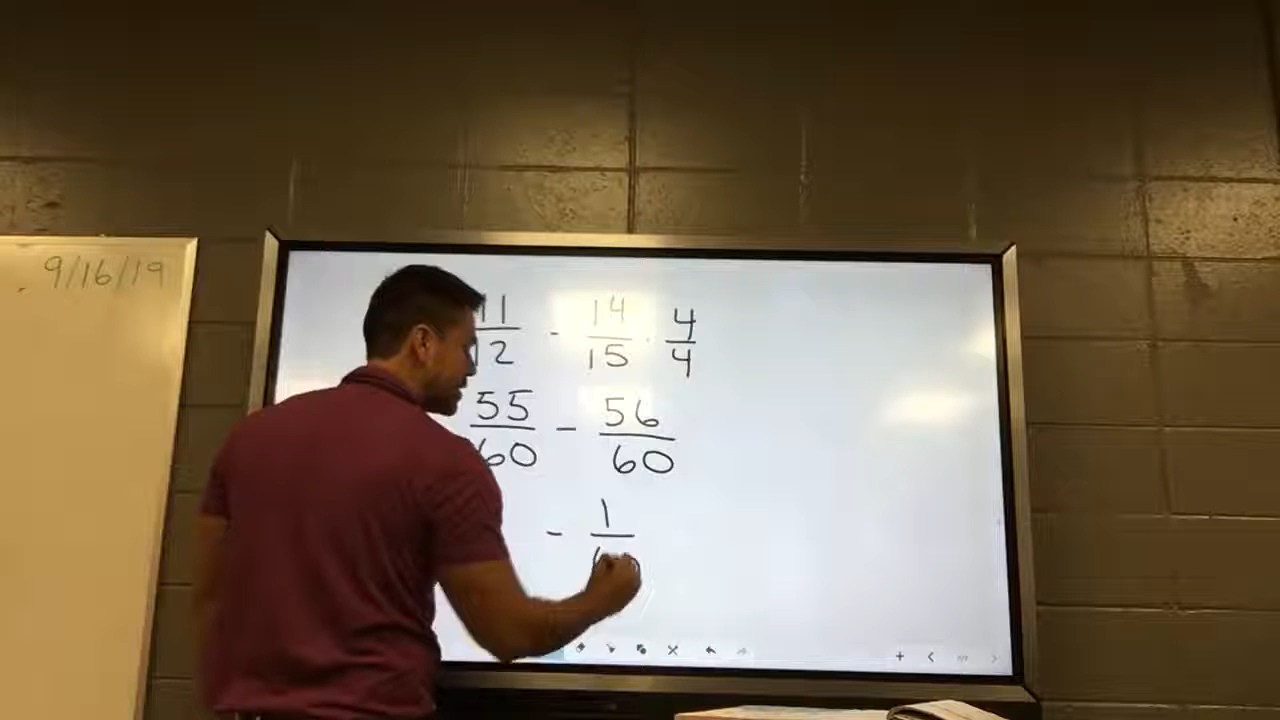 9/16/19
11/12 - 14/15 · 4/4
55/60 - 56/60
- 1/